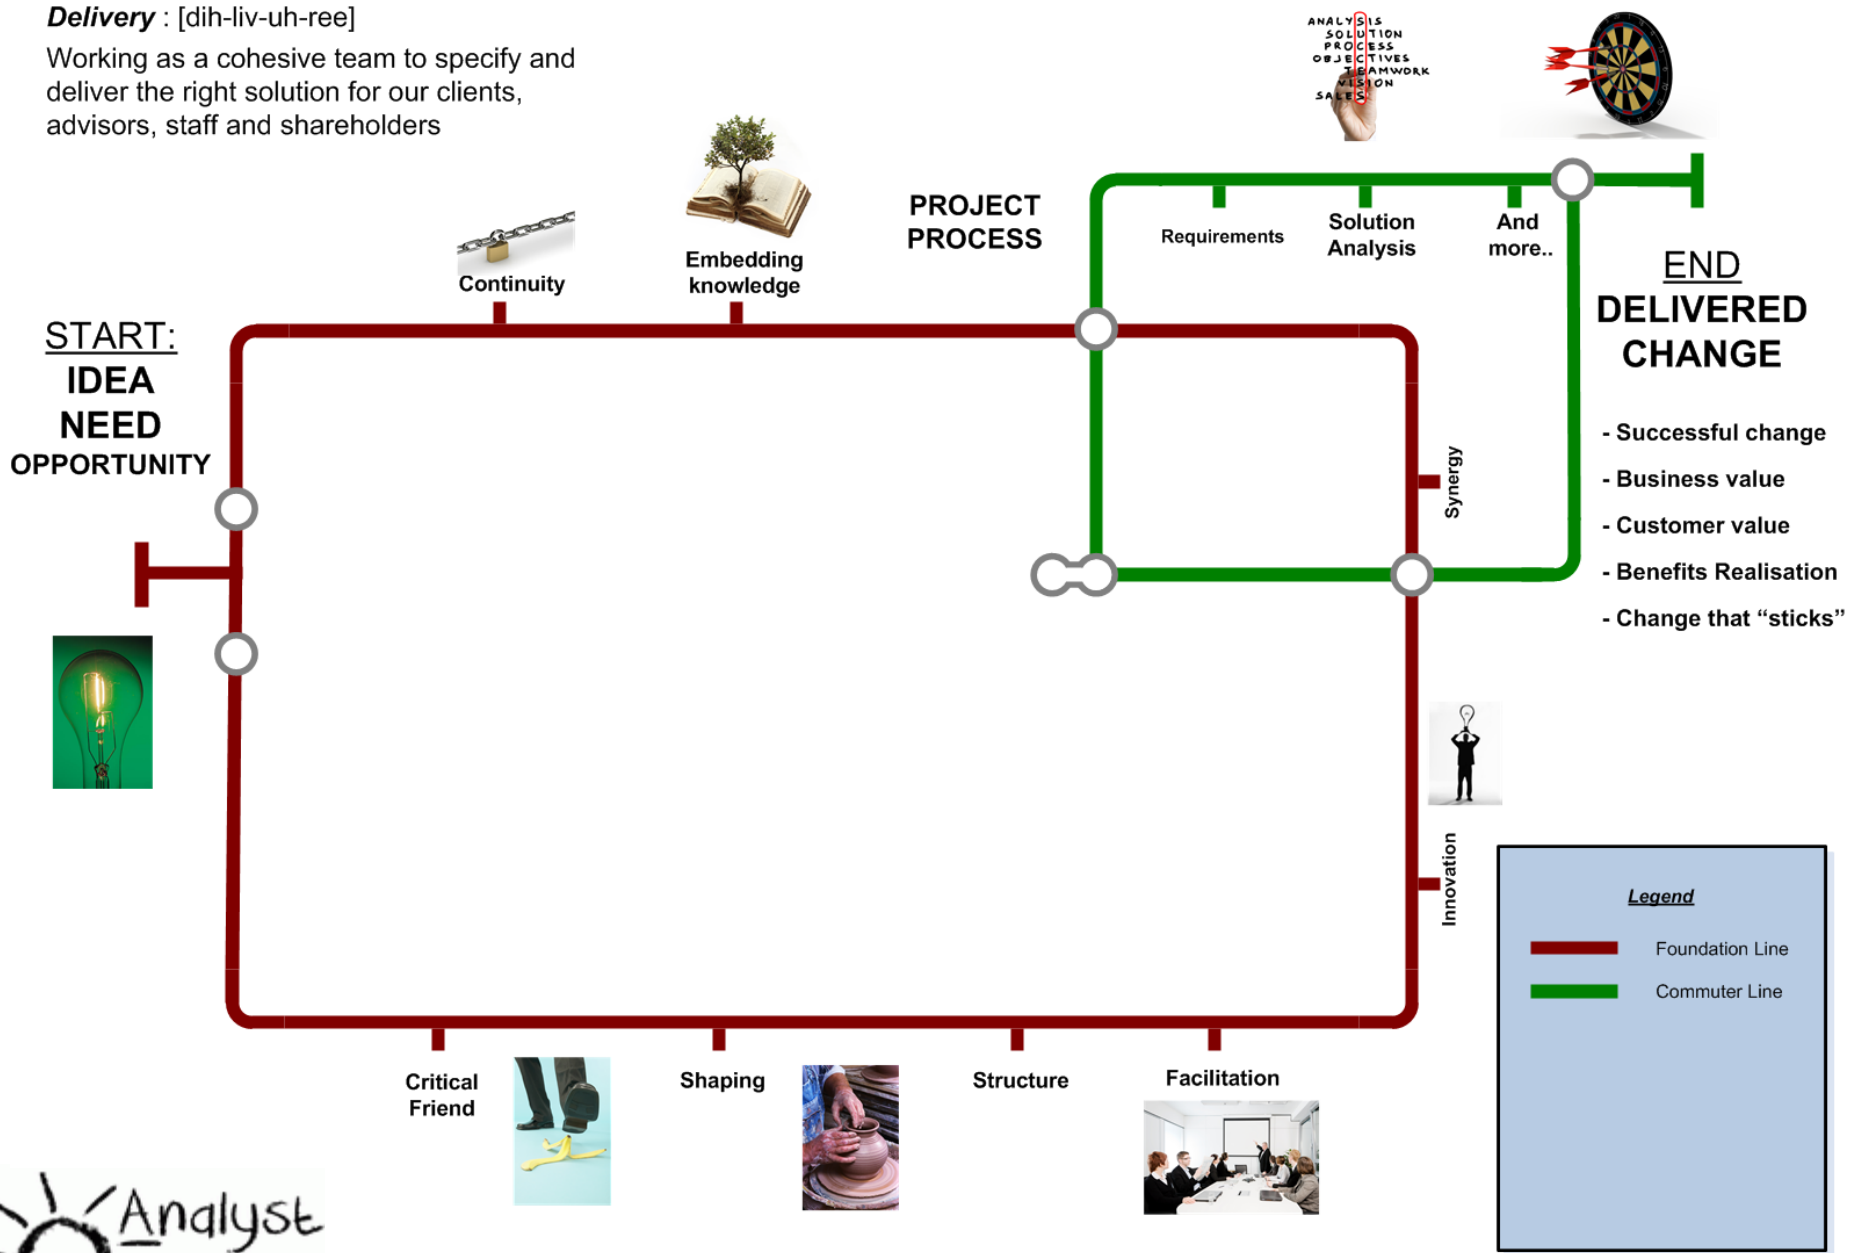 Delivery : [dih-liv-uh-ree]
Working as a cohesive team to specify and
deliver the right solution for our clients,
advisors, staff and shareholders
ANALYSIS
SOLUTION
PROCESS
OBJECTIVES
TEAMWORK
VISION
SALES
PROJECT
PROCESS
Requirements
Solution
Analysis
And
more..
Continuity
Embedding
knowledge
START:
IDEA
NEED
OPPORTUNITY
END
DELIVERED
CHANGE
- Successful change
- Business value
- Customer value
- Benefits Realisation
- Change that “sticks”
Synergy
Innovation
Legend
Foundation Line
Commuter Line
Critical
Friend
Shaping
Structure
Facilitation
Analyst